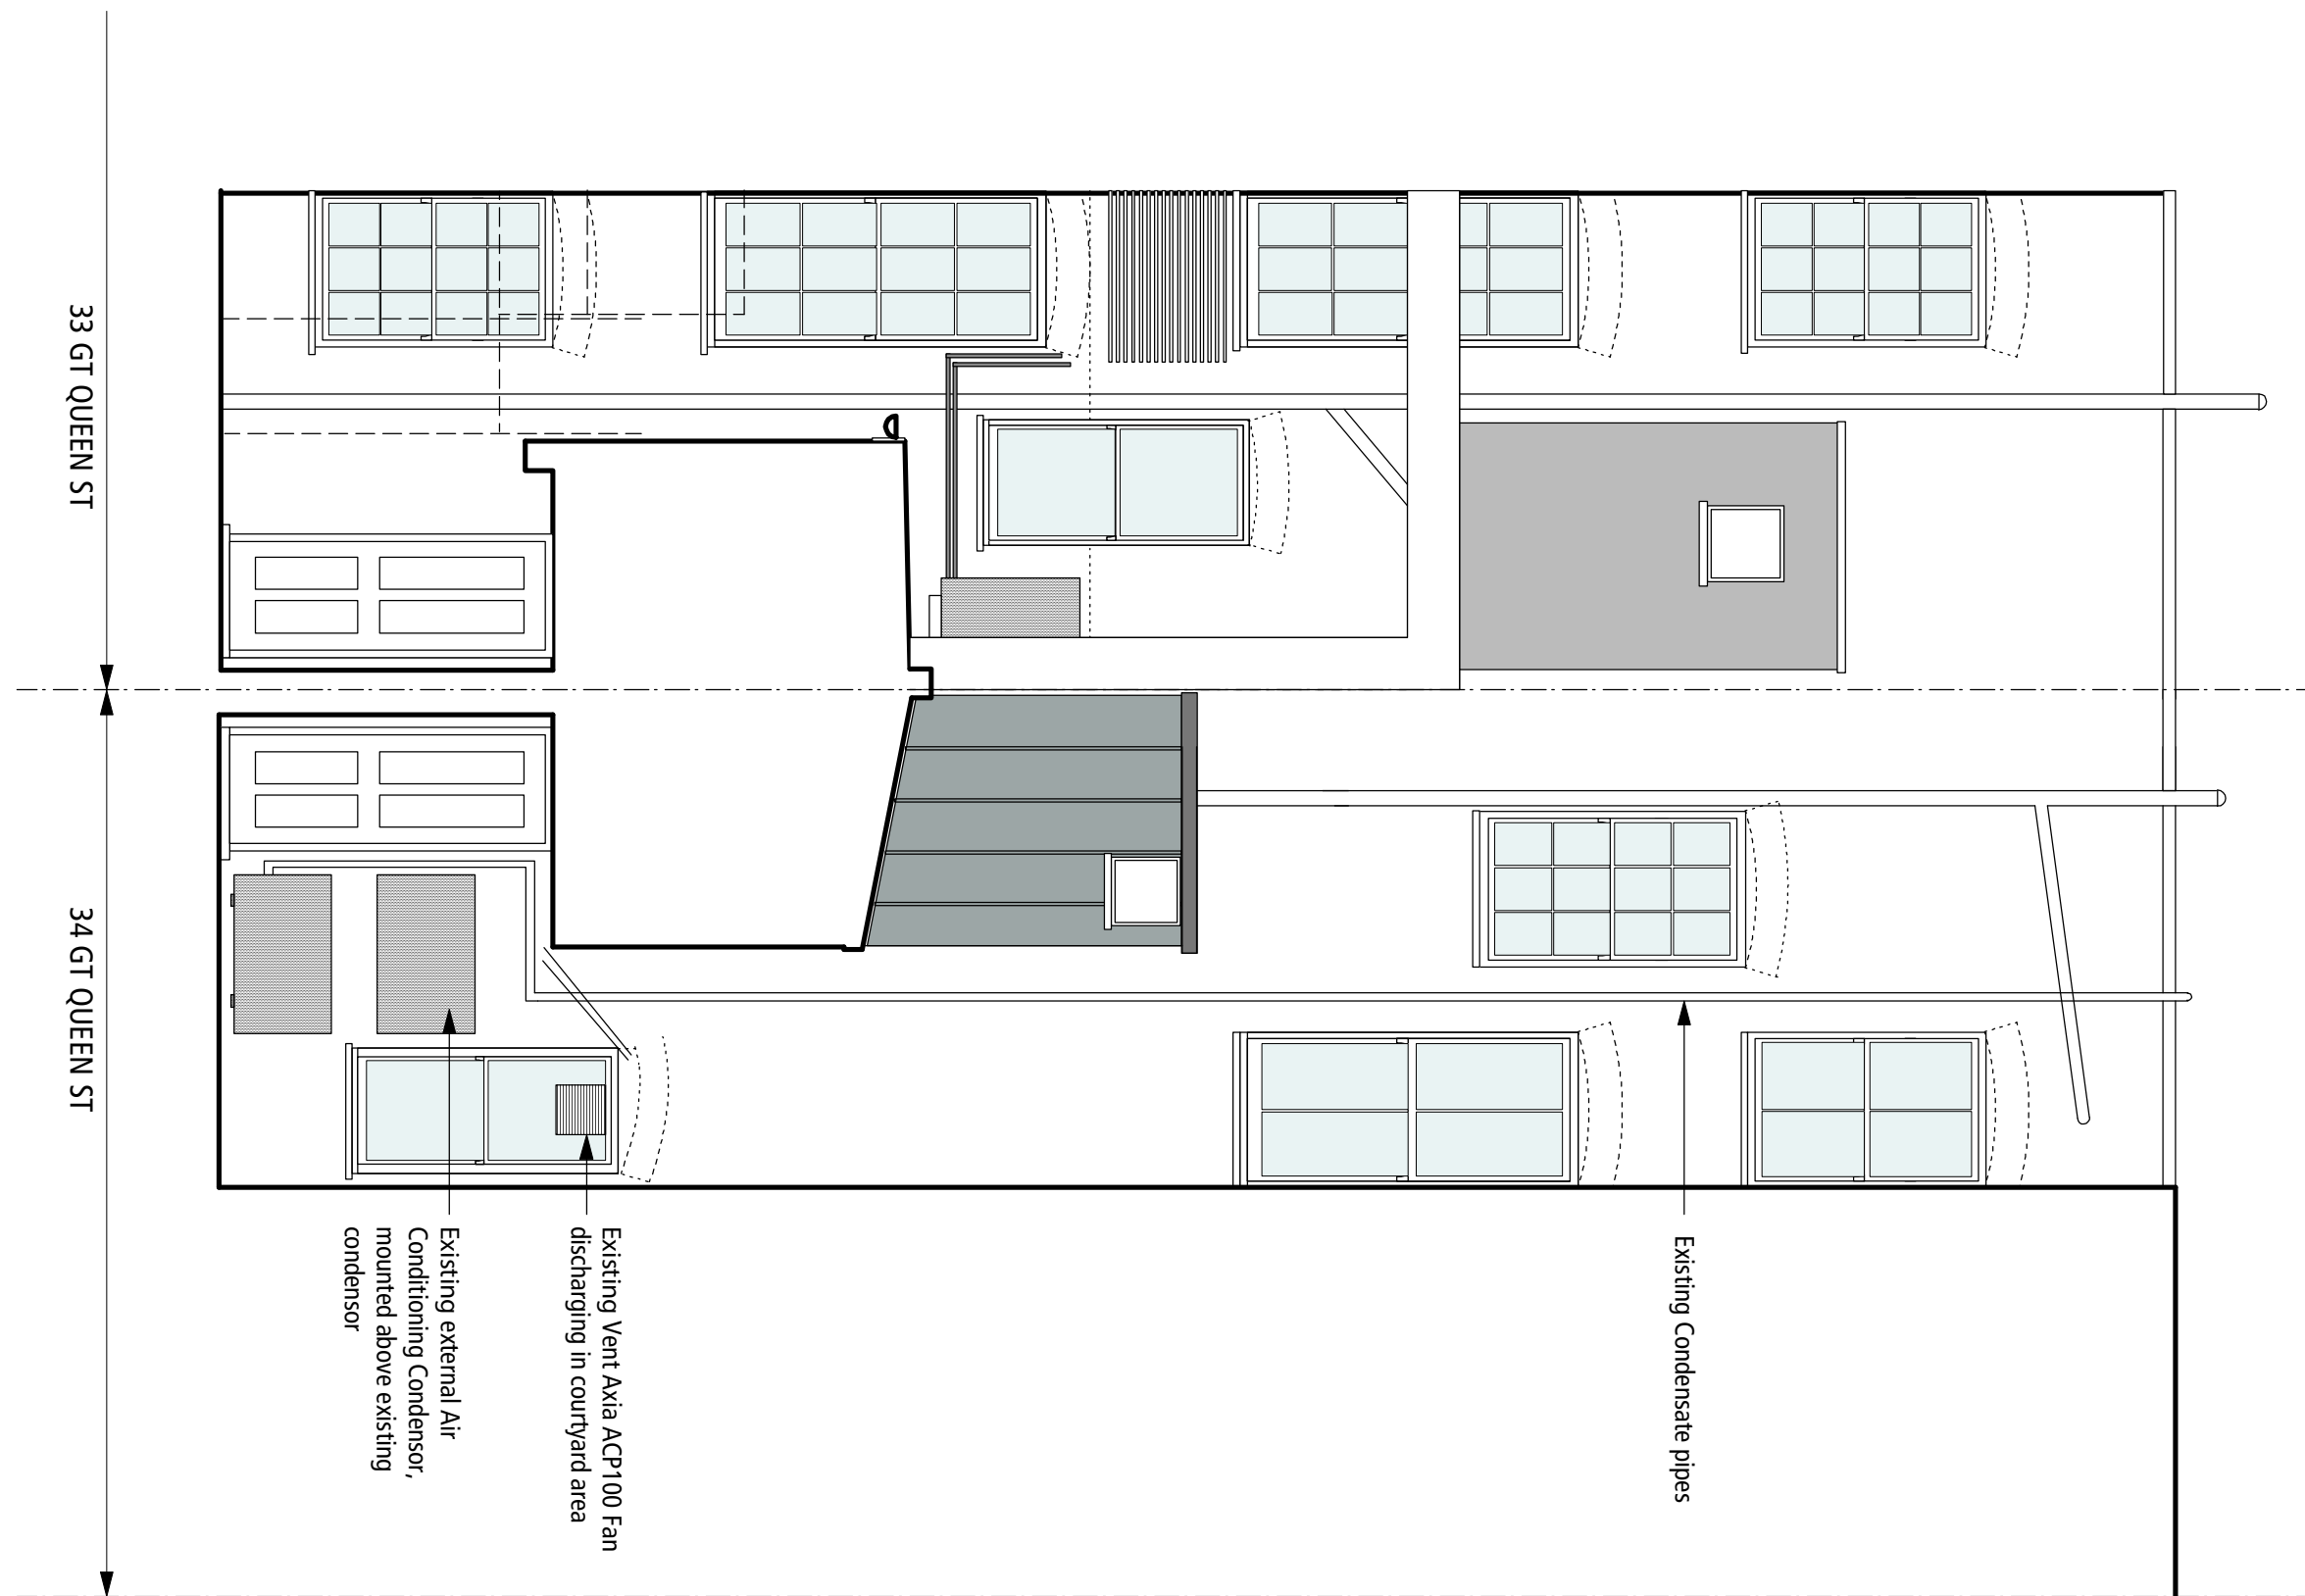 33 GT QUEEN ST
34 GT QUEEN ST
Existing Condensate pipes
Existing Vent Axia ACP100 Fan
discharging in courtyard area
Existing external Air
Conditioning Condensor,
mounted above existing
condensor